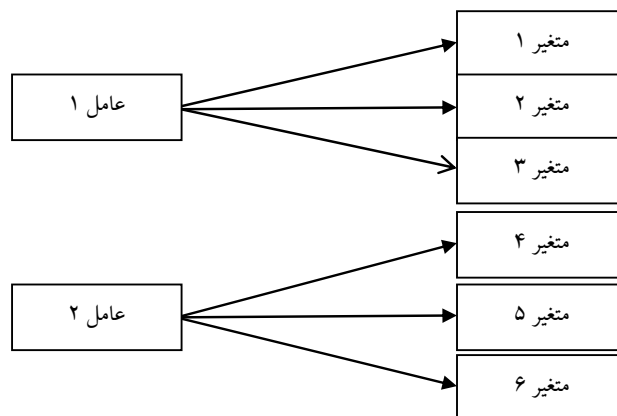 متغیر ۱
عامل ۱
متغیر ۲
متغیر ۳
متغیر ۴
عامل ۲
متغیر ۵
متغیر ۶